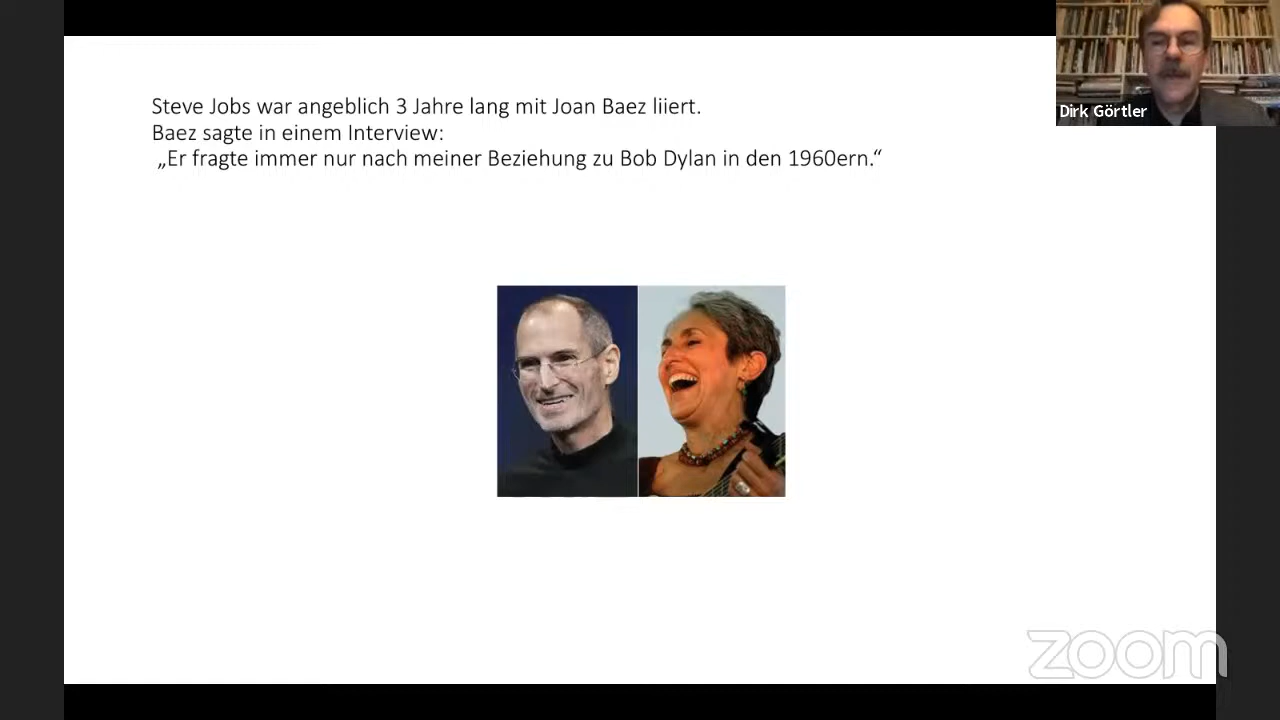 Steve Jobs war angeblich 3 Jahre lang mit Joan Baez liiert.
Baez sagte in einem Interview:
„Er fragte immer nur nach meiner Beziehung zu Bob Dylan in den 1960ern.“
Dirk Görtler
zoom